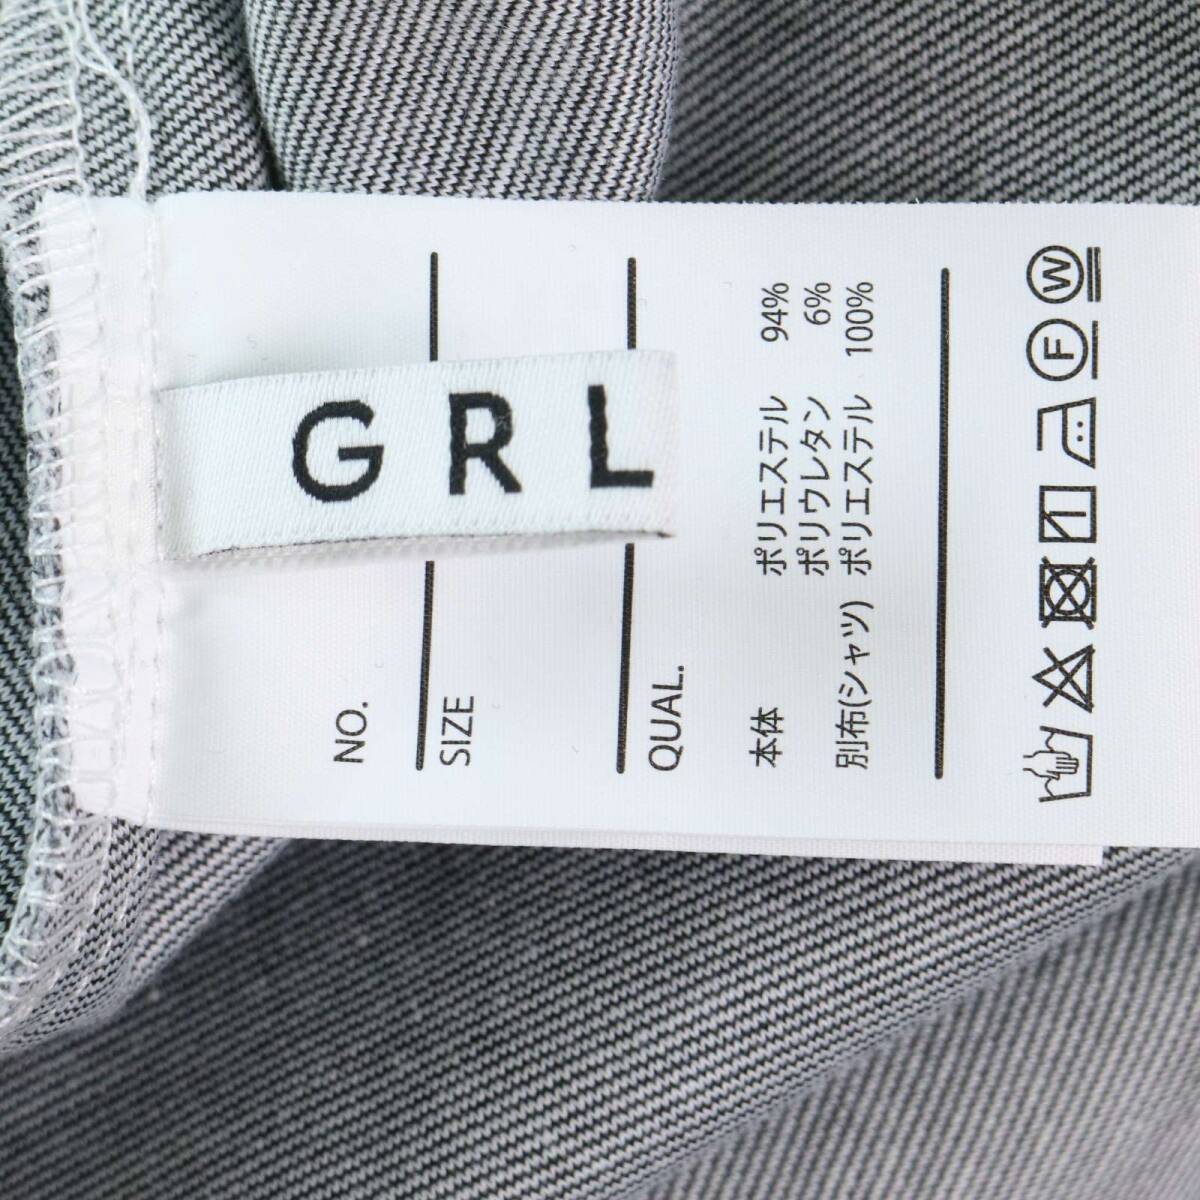 GRL
NO.
SIZE
QUAL.
本体 ポリエステル 94%
ポリウレタン 6%
別布(シャツ) ポリエステル 100%
F
W